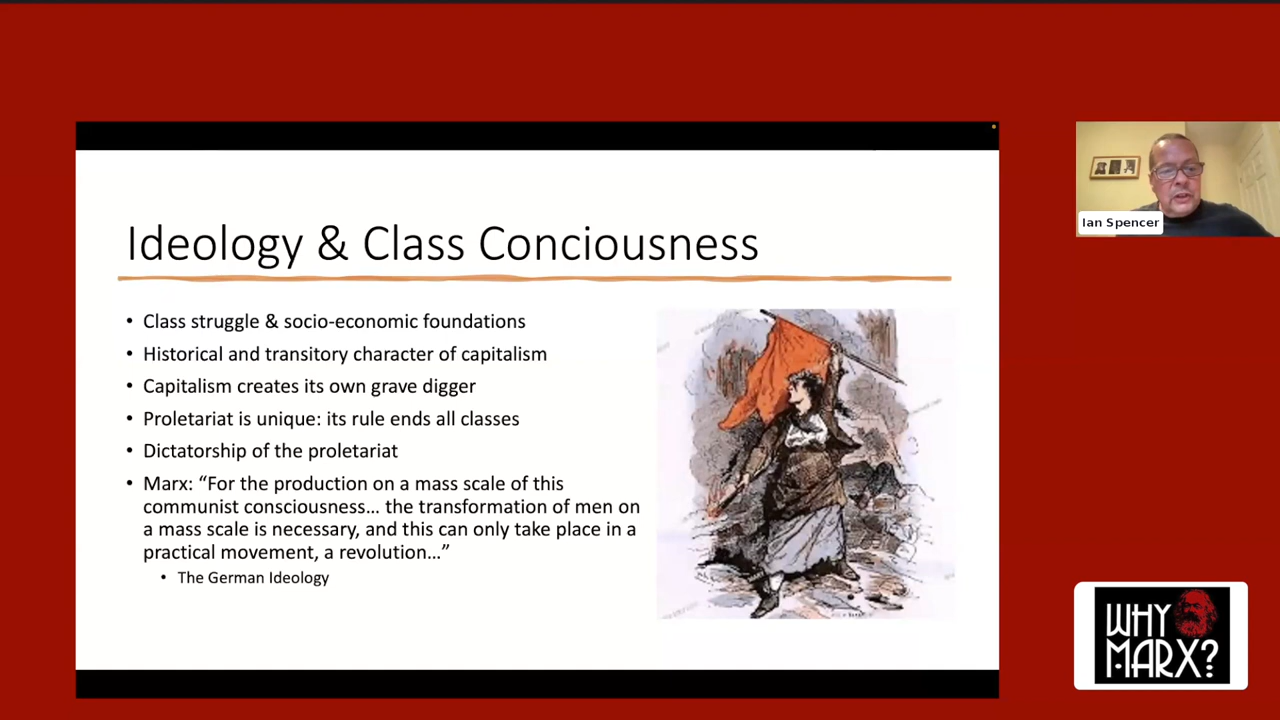 Ideology & Class Conciousness
• Class struggle & socio-economic foundations
• Historical and transitory character of capitalism
• Capitalism creates its own grave digger
• Proletariat is unique: its rule ends all classes
• Dictatorship of the proletariat
• Marx: “For the production on a mass scale of this
communist consciousness… the transformation of men on
a mass scale is necessary, and this can only take place in a
practical movement, a revolution…”
• The German Ideology
Ian Spencer
WHY
MARX?